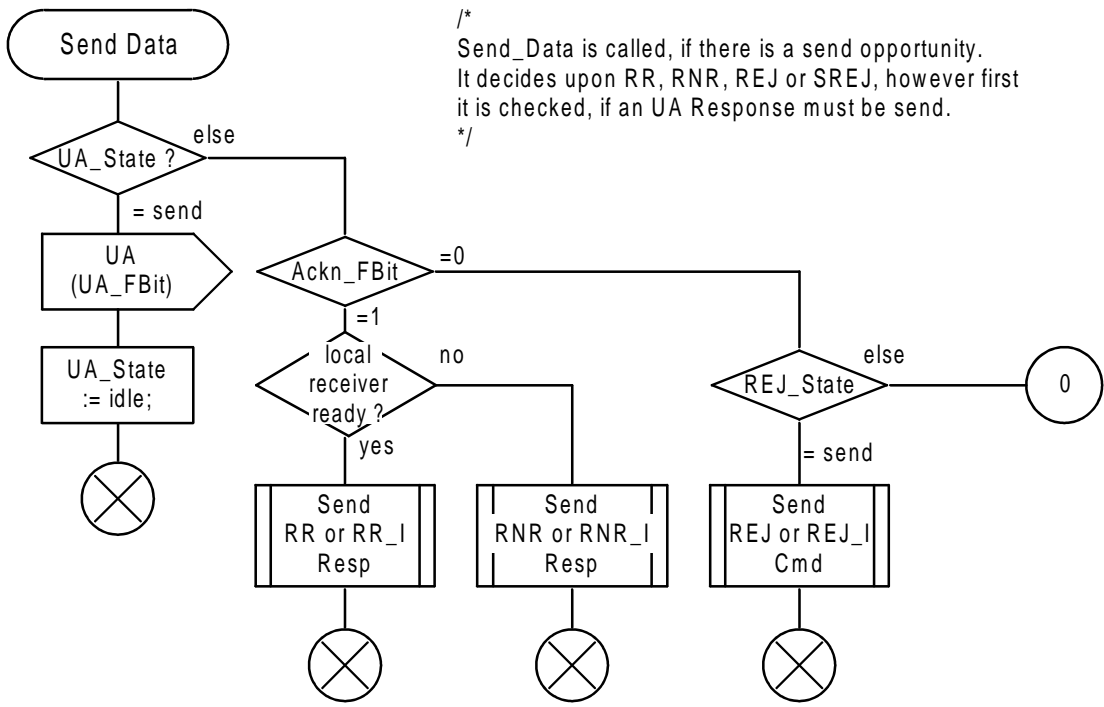 Send Data
/*
Send_Data is called, if there is a send opportunity.
It decides upon RR, RNR, REJ or SREJ, however first
it is checked, if an UA Response must be send.
*/
UA_State ?
else
= send
UA
(UA_FBit)
UA_State
:= idle;
Ackn_FBit
=0
=1
local
receiver
ready ?
no
yes
REJ_State
else
0
= send
Send
RR or RR_I
Resp
Send
RNR or RNR_I
Resp
Send
REJ or REJ_I
Cmd